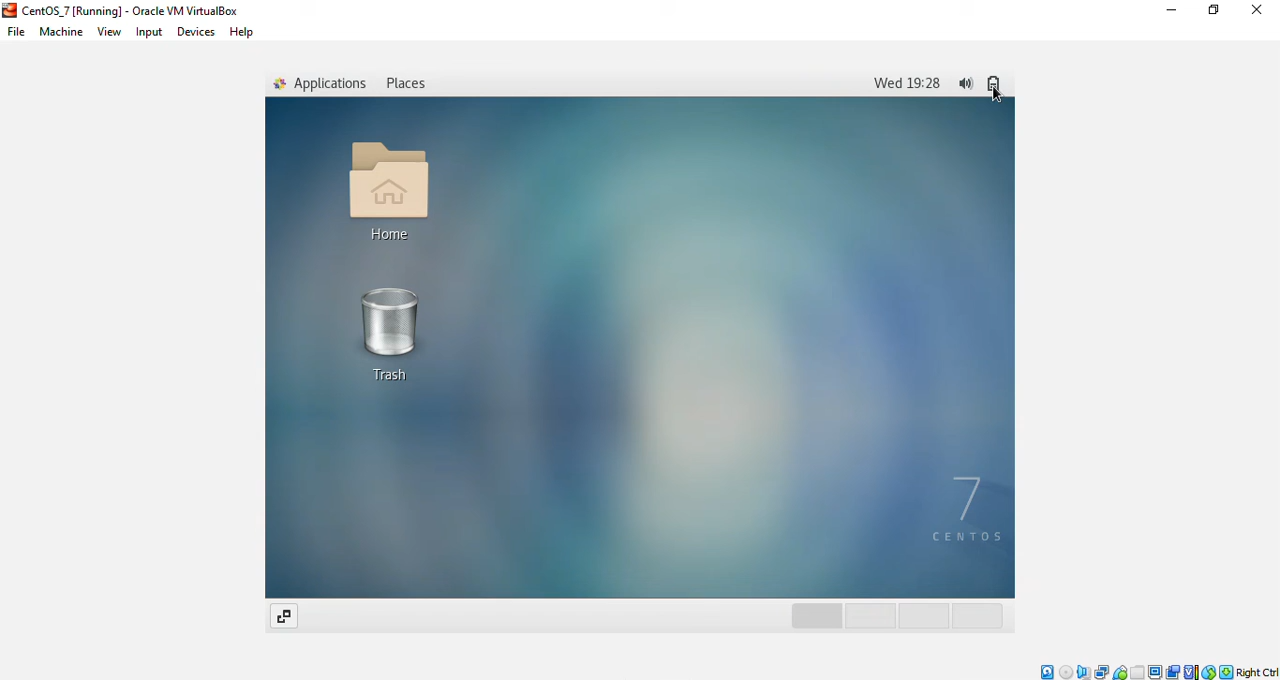 CentOS_7 [Running] - Oracle VM VirtualBox
File Machine View Input Devices Help
Applications Places Wed 19:28
Home
Trash
7
CENTOS
Right Ctrl